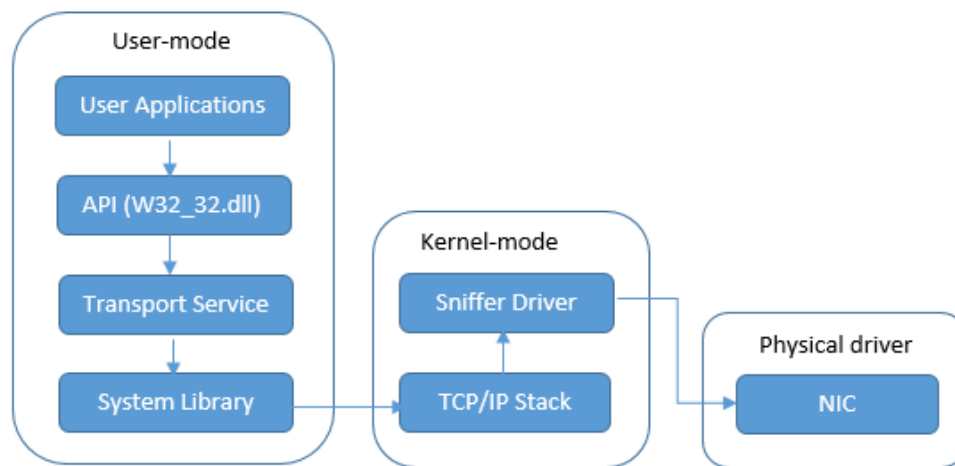 User-mode
User Applications
API (W32_32.dll)
Transport Service
System Library
Kernel-mode
Sniffer Driver
TCP/IP Stack
Physical driver
NIC